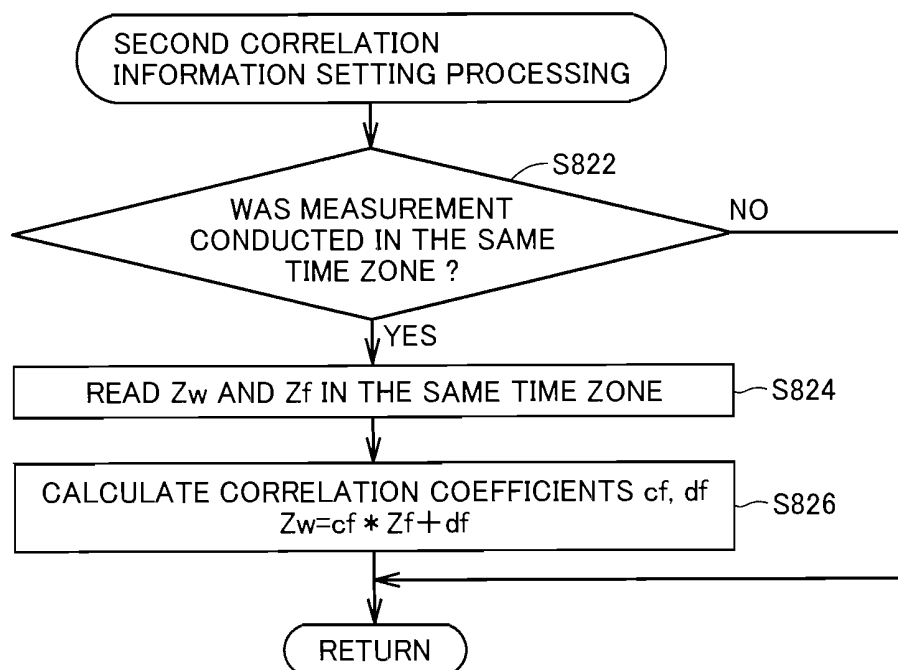 SECOND CORRELATION
INFORMATION SETTING PROCESSING
S822
WAS MEASUREMENT
CONDUCTED IN THE SAME
TIME ZONE ?
NO
YES
READ Zw AND Zf IN THE SAME TIME ZONE
S824
CALCULATE CORRELATION COEFFICIENTS cf, df
Zw=cf * Zf+df
S826
RETURN